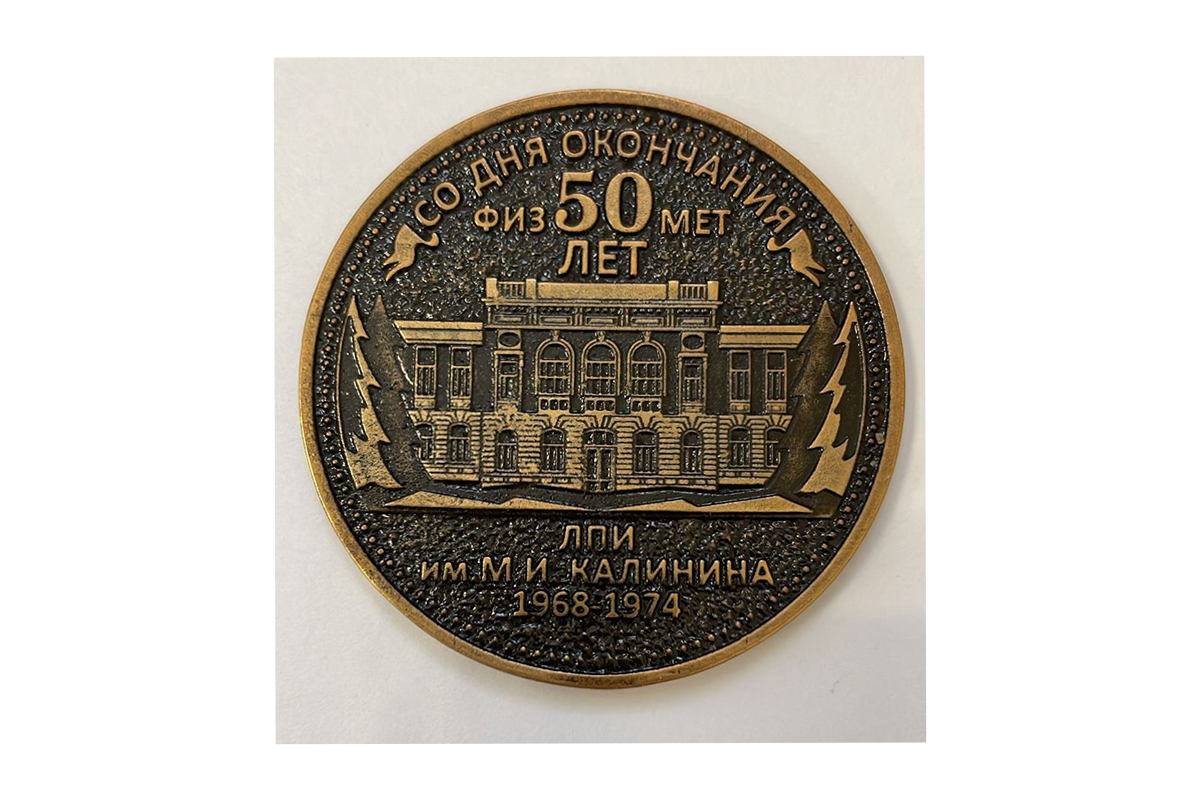 СО ДНЯ ОКОНЧАНИЯ
ФИЗ 50 МЕТ
ЛЕТ
ЛПИ
им. М И. КАЛИНИНА
1968-1974